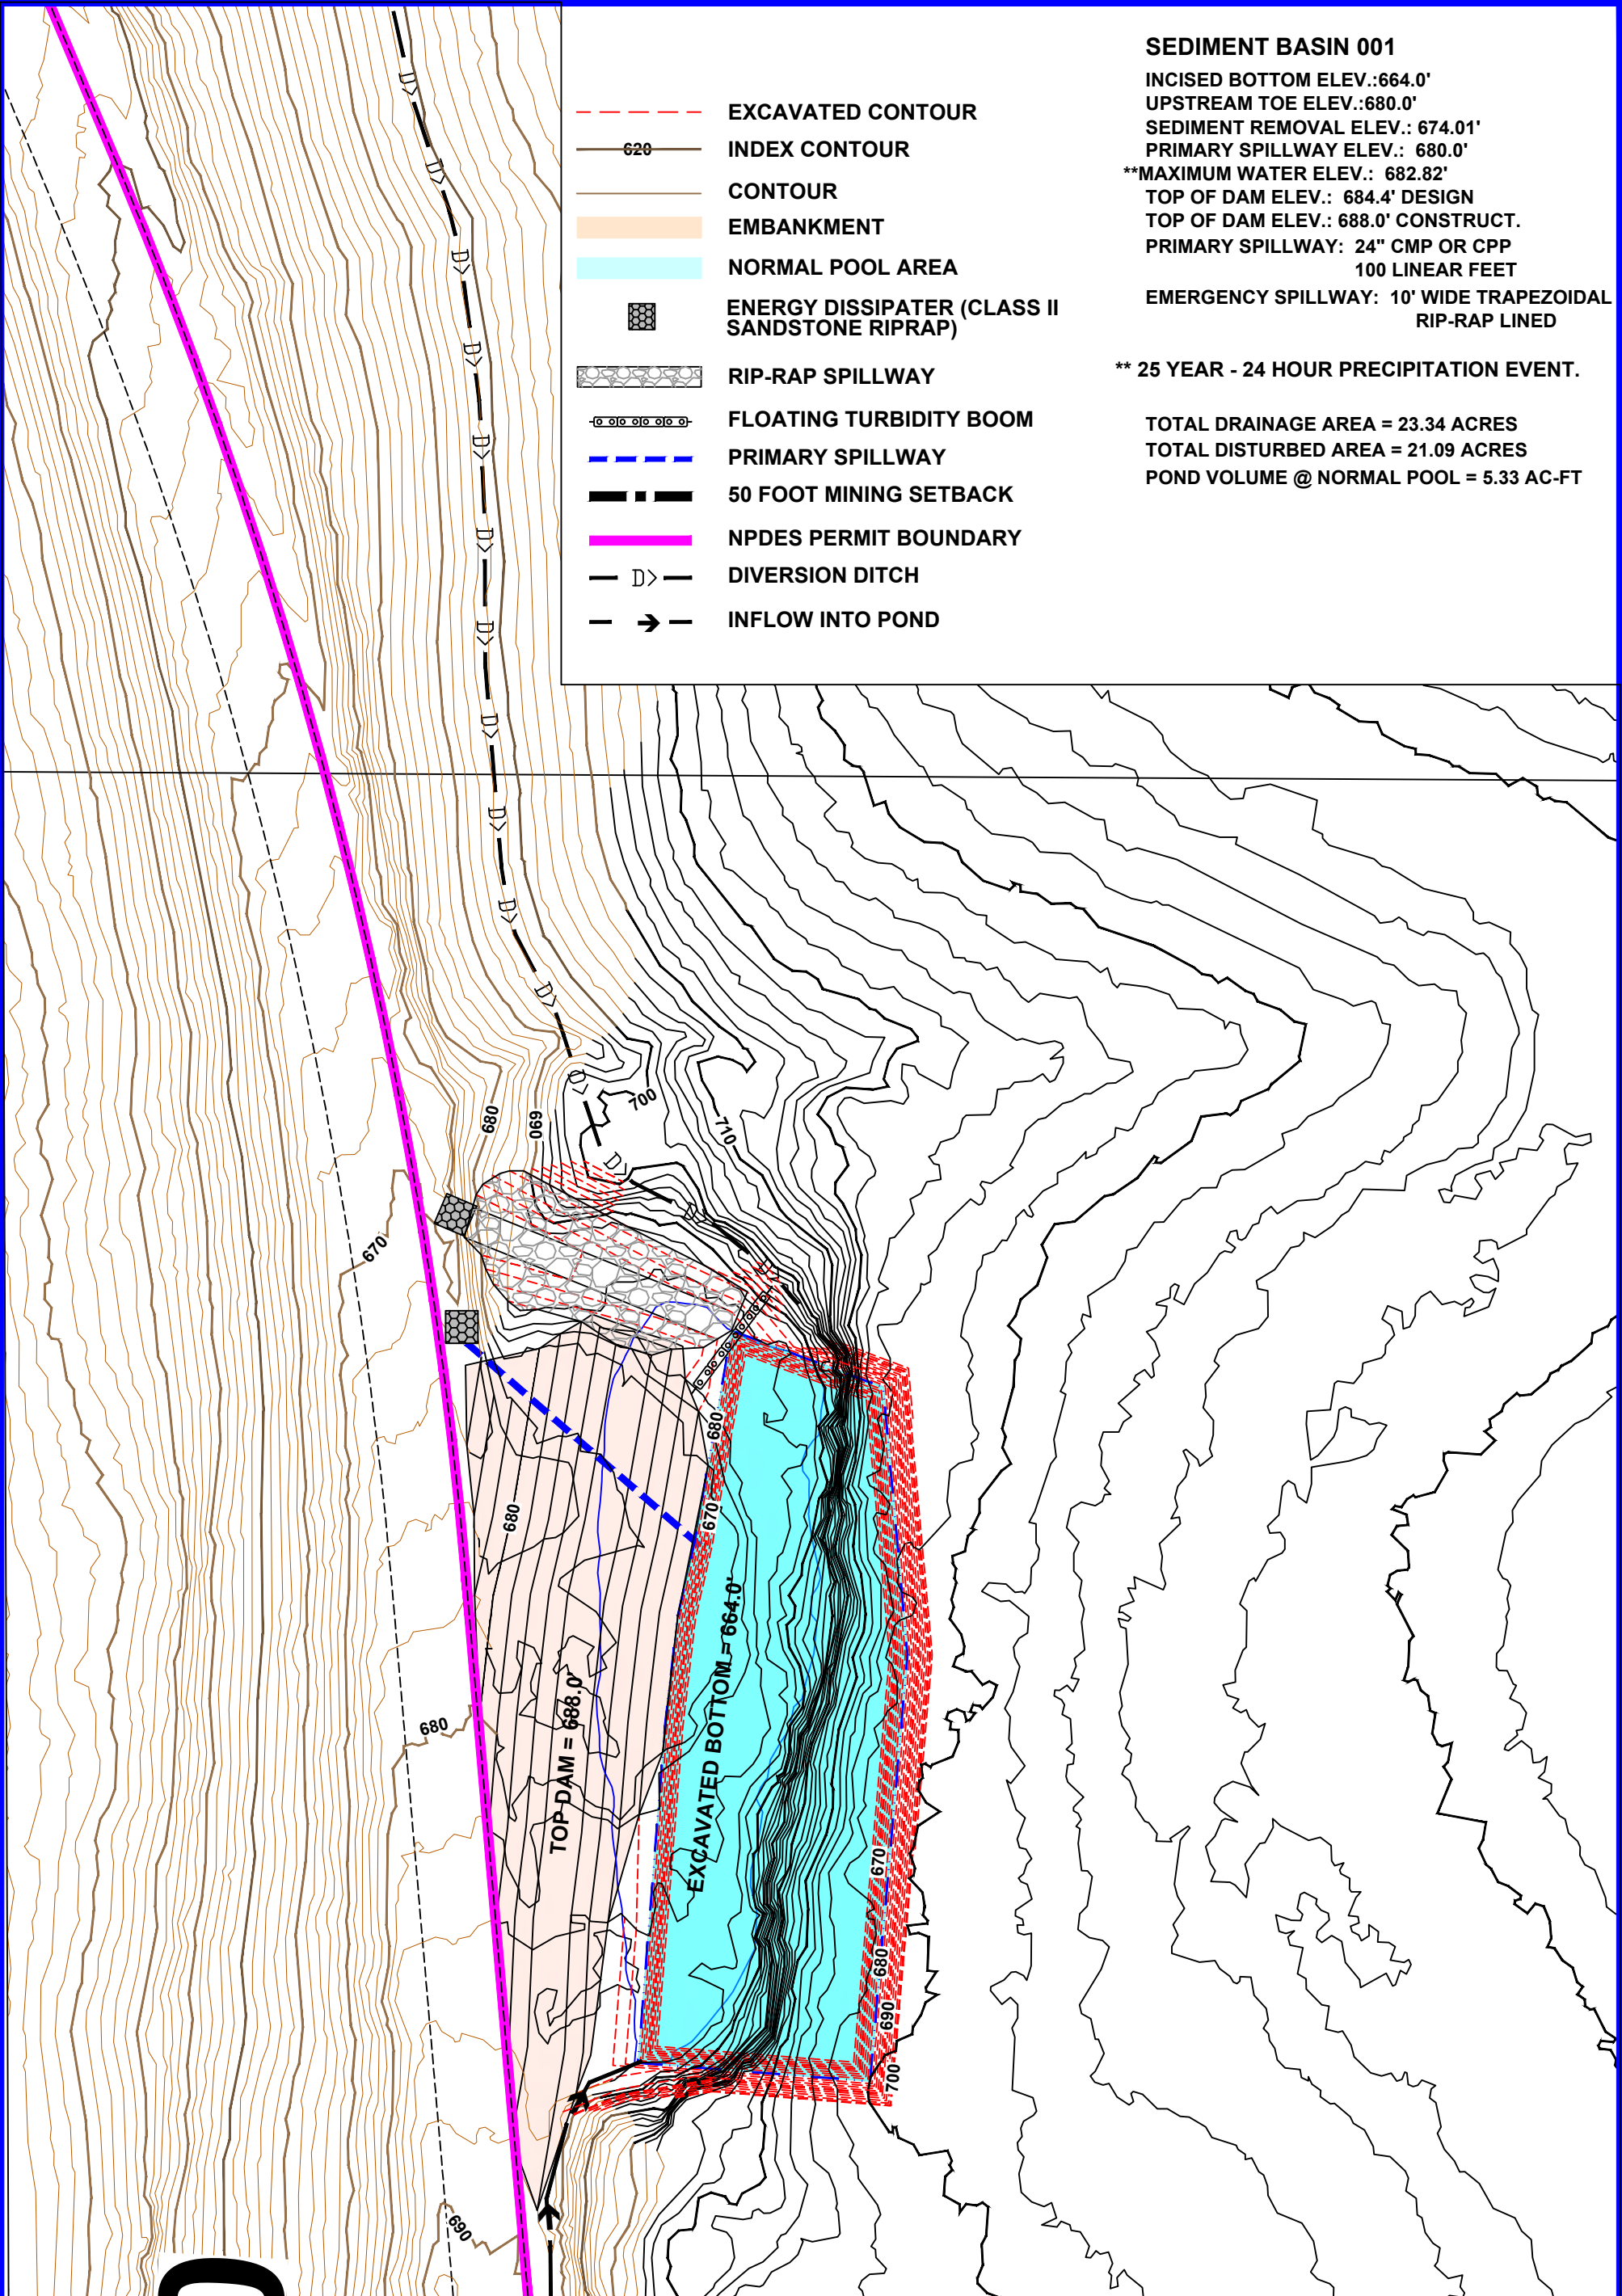 SEDIMENT BASIN 001
INCISED BOTTOM ELEV.:664.0'
UPSTREAM TOE ELEV.:680.0'
SEDIMENT REMOVAL ELEV.: 674.01'
PRIMARY SPILLWAY ELEV.: 680.0'
**MAXIMUM WATER ELEV.: 682.82'
TOP OF DAM ELEV.: 684.4' DESIGN
TOP OF DAM ELEV.: 688.0' CONSTRUCT.
PRIMARY SPILLWAY: 24" CMP OR CPP
100 LINEAR FEET
EMERGENCY SPILLWAY: 10' WIDE TRAPEZOIDAL
RIP-RAP LINED
** 25 YEAR - 24 HOUR PRECIPITATION EVENT.
TOTAL DRAINAGE AREA = 23.34 ACRES
TOTAL DISTURBED AREA = 21.09 ACRES
POND VOLUME @ NORMAL POOL = 5.33 AC-FT
EXCAVATED CONTOUR
620 INDEX CONTOUR
CONTOUR
EMBANKMENT
NORMAL POOL AREA
ENERGY DISSIPATER (CLASS II
SANDSTONE RIPRAP)
RIP-RAP SPILLWAY
FLOATING TURBIDITY BOOM
PRIMARY SPILLWAY
50 FOOT MINING SETBACK
NPDES PERMIT BOUNDARY
D> DIVERSION DITCH
INFLOW INTO POND
D>
D>
D>
D>
D>
D>
D>
D>
D>
D>
D>
D>
D>
700
680
690
710
670
680
670
680
EXCAVATED BOTTOM = 664.0'
TOP DAM = 688.0'
680
670
680
690
700
690